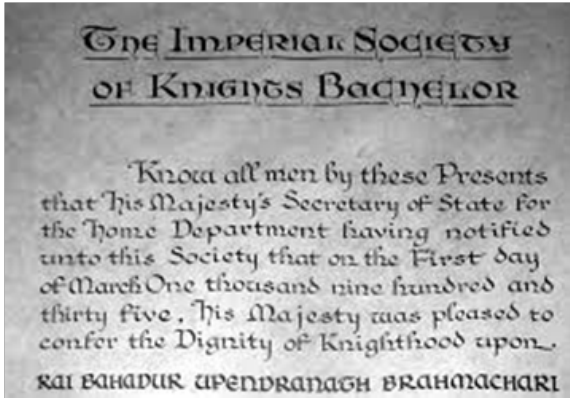 The Imperial Society
of Knights Bachelor
Know all men by these Presents
that His Majesty's Secretary of State for
the Home Department having notified
unto this Society that on the First day
of March One thousand nine hundred and
thirty five, His Majesty was pleased to
confer the Dignity of Knighthood upon
RAI BAHADUR UPENDRANATH BRAHMACHARI